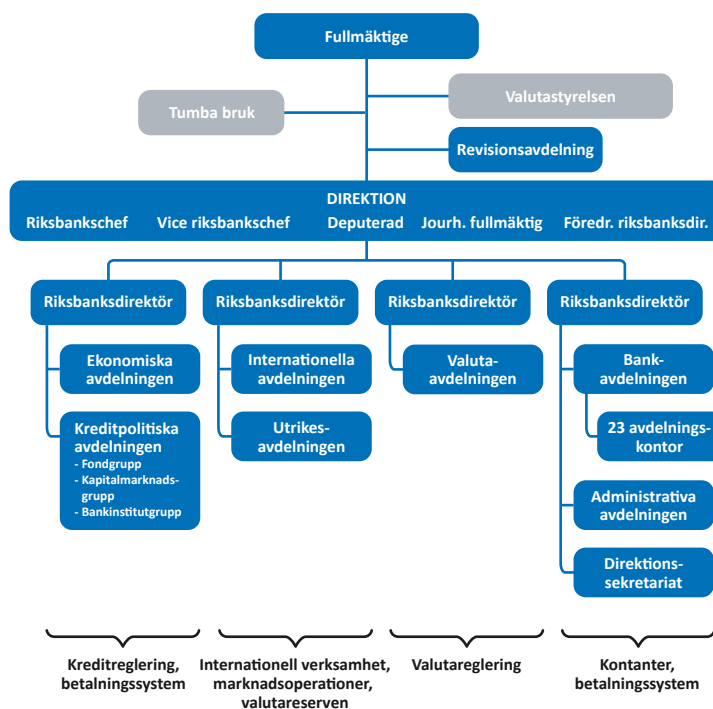 Fullmäktige
Valutastyrelsen
Tumba bruk
Revisionsavdelning
DIREKTION
Riksbankschef Vice riksbankschef Deputerad Jourh. fullmäktig Föredr. riksbanksdir.
Riksbanksdirektör
Ekonomiska
avdelningen
Kreditpolitiska
avdelningen
- Fondgrupp
- Kapitalmarknads-
grupp
- Bankinstitutgrupp
Riksbanksdirektör
Internationella
avdelningen
Utrikes-
avdelningen
Riksbanksdirektör
Valuta-
avdelningen
Riksbanksdirektör
Bank-
avdelningen
23 avdelnings-
kontor
Administrativa
avdelningen
Direktions-
sekretariat
Kreditreglering,
betalningssystem
Internationell verksamhet,
marknadsoperationer,
valutareserven
Valutareglering
Kontanter,
betalningssystem